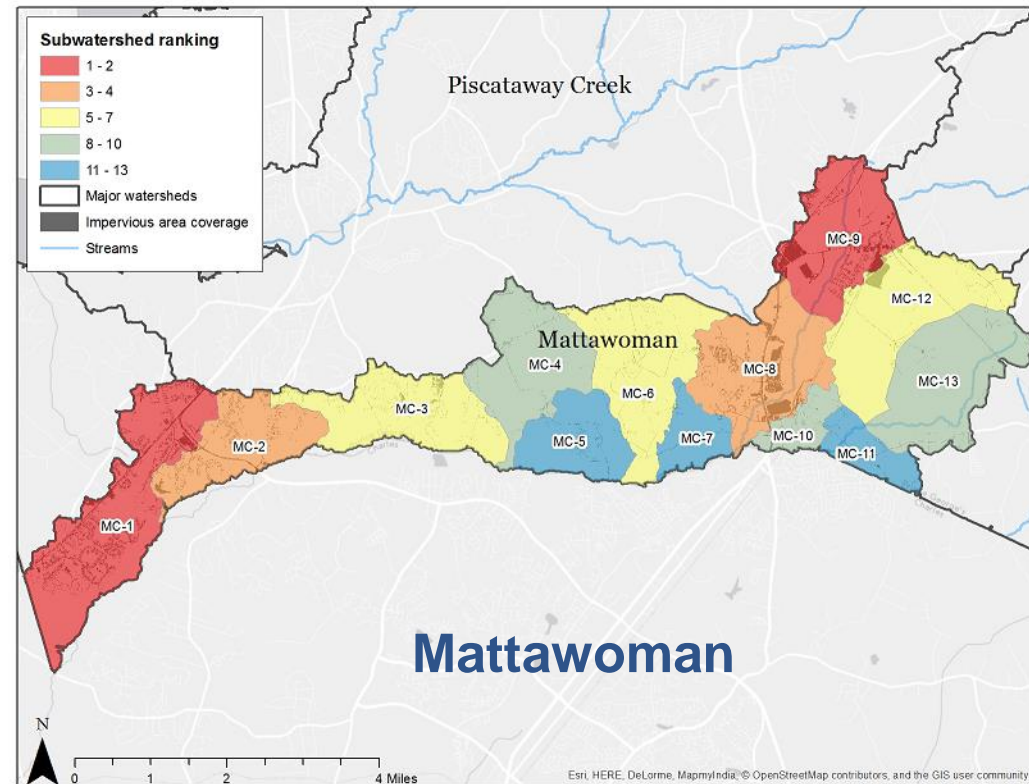 Subwatershed ranking
1 - 2
3 - 4
5 - 7
8 - 10
11 - 13
Major watersheds
Impervious area coverage
Streams
Piscataway Creek
MC-9
MC-12
Mattawoman
MC-4
MC-8
MC-13
MC-6
MC-3
MC-10
MC-5
MC-7
MC-2
MC-11
Charles
MC-1
Charles
Mattawoman
N
0 1 2 4 Miles
Esri, HERE, DeLorme, MapmyIndia, © OpenStreetMap contributors, and the GIS user community